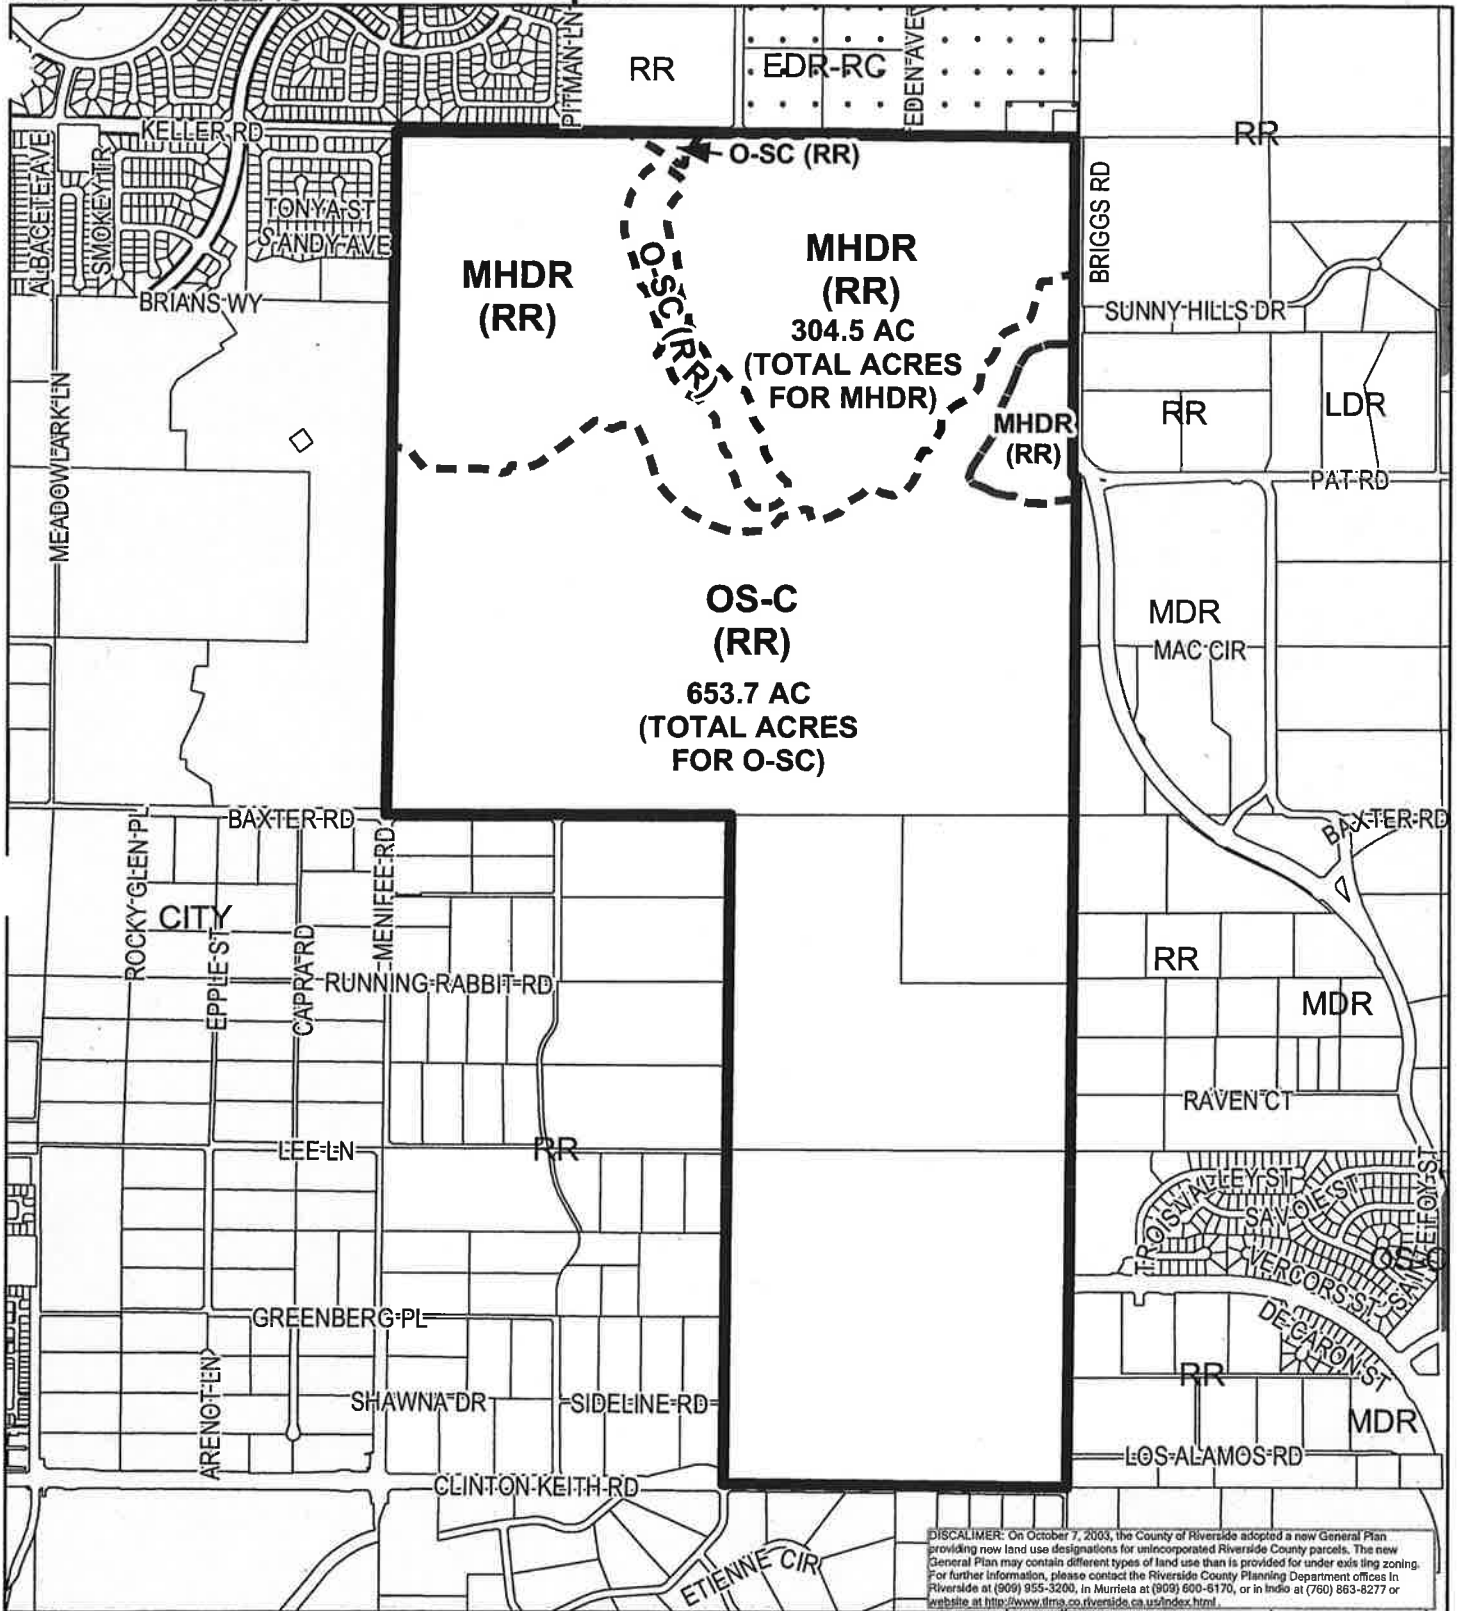 PITMAN-LN
RR
EDR-RC
EDEN-AVE
KELLER RD
ALBACETE AVE
SMOKEY TR
TONYA ST
SANDY-AVE
BRIANS-WY
O-SC (RR)
RR
BRIGGS RD
MHDR
(RR)
O-SC (RR)
MHDR
(RR)
304.5 AC
(TOTAL ACRES
FOR MHDR)
SUNNY-HILLS-DR
MEADOWLARK-LN
MHDR
(RR)
RR
LDR
PAT-RD
OS-C
(RR)
653.7 AC
(TOTAL ACRES
FOR O-SC)
MDR
MAC-CIR
BAXTER-RD
BAXTER-RD
ROCKY-GLEN-PL
MENIFEE-RD
CITY
EPPLE-ST
CAPRA-RD
RUNNING-RABBIT-RD
RR
MDR
RAVEN CT
LEE-LN
RR
TROISVALLEY-ST
SAVOIE-ST
VERCORS-ST
DE-CARON-ST
GREENBERG-PL
ARENOT-LN
SHAWNA-DR
SIDELINE-RD
RR
MDR
LOS-ALAMOS-RD
CLINTON-KEITH-RD
ETIENNE CIR
DISCALIMER: On October 7, 2003, the County of Riverside adopted a new General Plan
providing new land use designations for unincorporated Riverside County parcels. The new
General Plan may contain different types of land use than is provided for under existing zoning.
For further information, please contact the Riverside County Planning Department offices in
Riverside at (909) 955-3200, in Murrieta at (909) 600-6170, or in Indio at (760) 863-8277 or
website at http://www.tlma.co.riverside.ca.us/index.html.